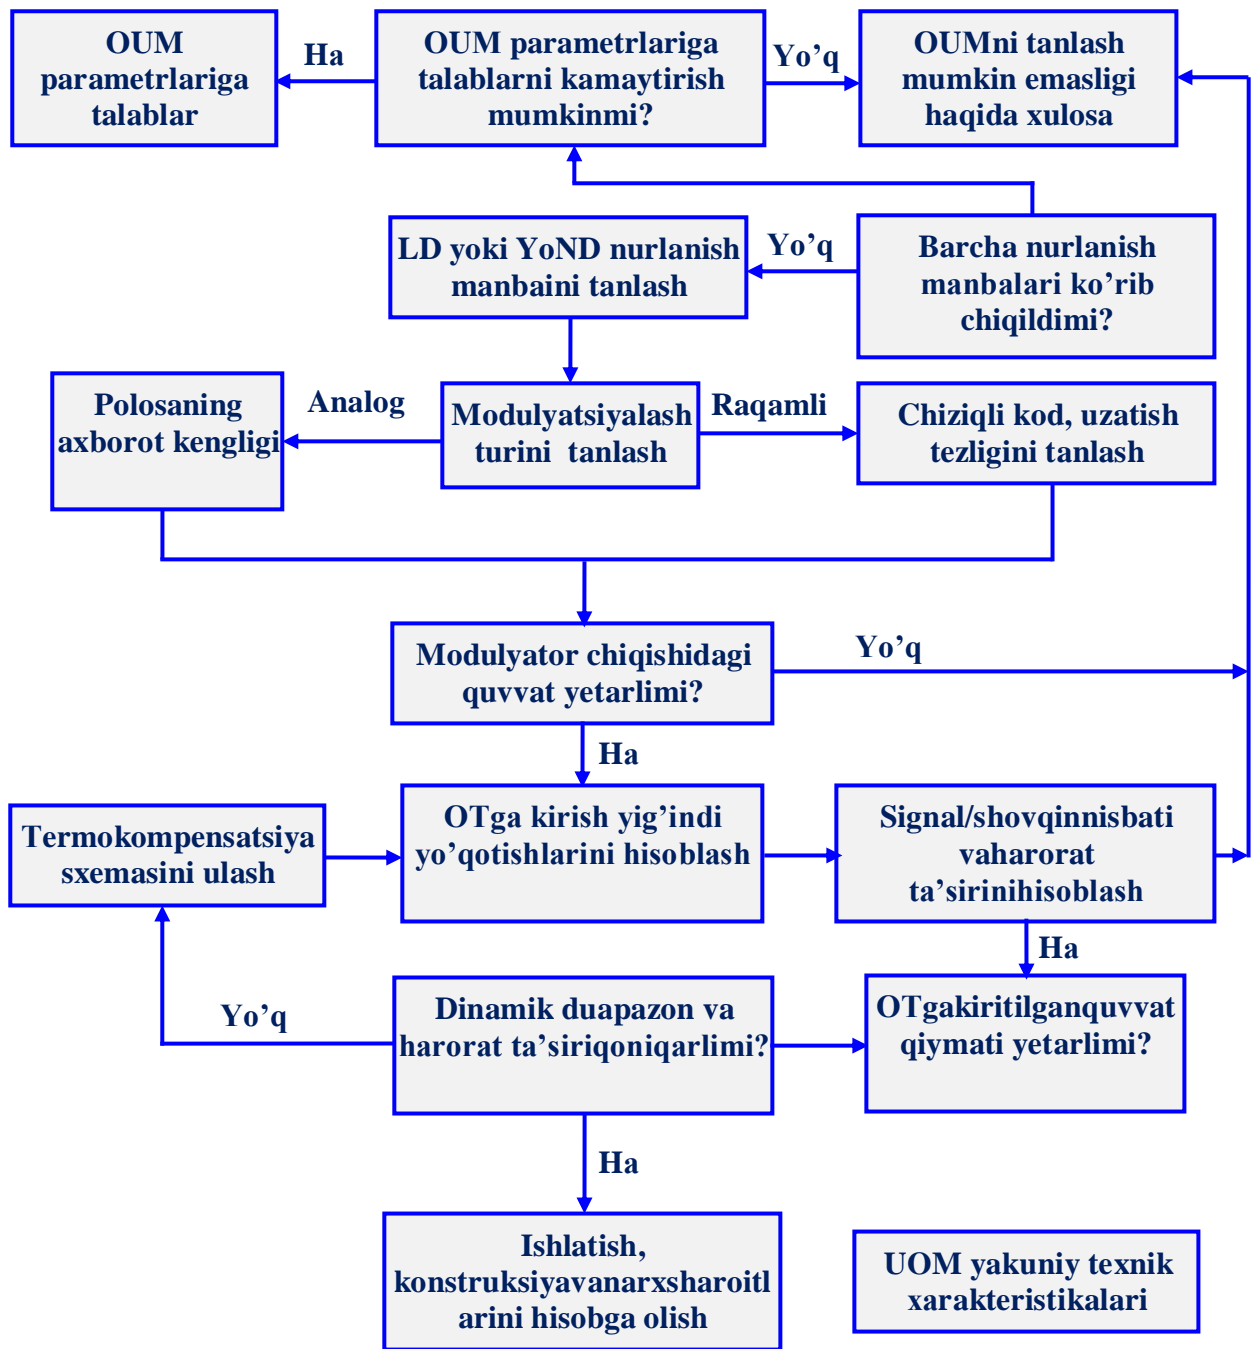 OUM
parametrlariga
talablar
Ha
OUM parametrlariga
talablarni kamaytirish
mumkinmi?
Yo’q
OUMni tanlash
mumkin emasligi
haqida xulosa
LD yoki YoND nurlanish
manbaini tanlash
Yo’q
Barcha nurlanish
manbalari ko’rib
chiqildimi?
Polosaning
axborot kengligi
Analog
Modulyatsiyalash
turini  tanlash
Raqamli
Chiziqli kod, uzatish
tezligini tanlash
Modulyator chiqishidagi
quvvat yetarlimi?
Yo’q
Ha
Termokompensatsiya
sxemasini ulash
OTga kirish yig’indi
yo’qotishlarini hisoblash
Signal/shovqinnisbati
vaharorat
ta’sirinihisoblash
Ha
Yo’q
Dinamik duapazon va
harorat ta’siriqoniqarlimi?
OTgakiritilganquvvat
qiymati yetarlimi?
Ha
Ishlatish,
konstruksiyavanarxsharoitl
arini hisobga olish
UOM yakuniy texnik
xarakteristikalari